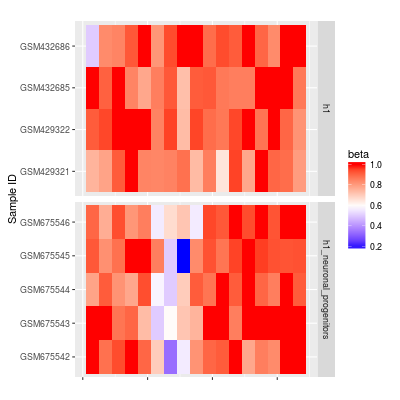 GSM432686
GSM432685
GSM429322
GSM429321
h1
GSM675546
GSM675545
GSM675544
GSM675543
GSM675542
h1_neuronal_progenitors
Sample ID
beta
1.0
0.8
0.6
0.4
0.2